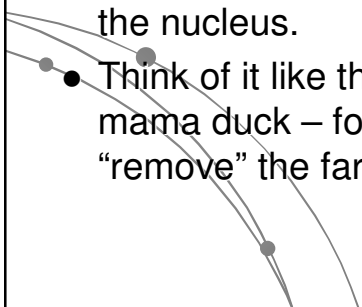 the nucleus.
Think of it like th
mama duck – fo
“remove” the far